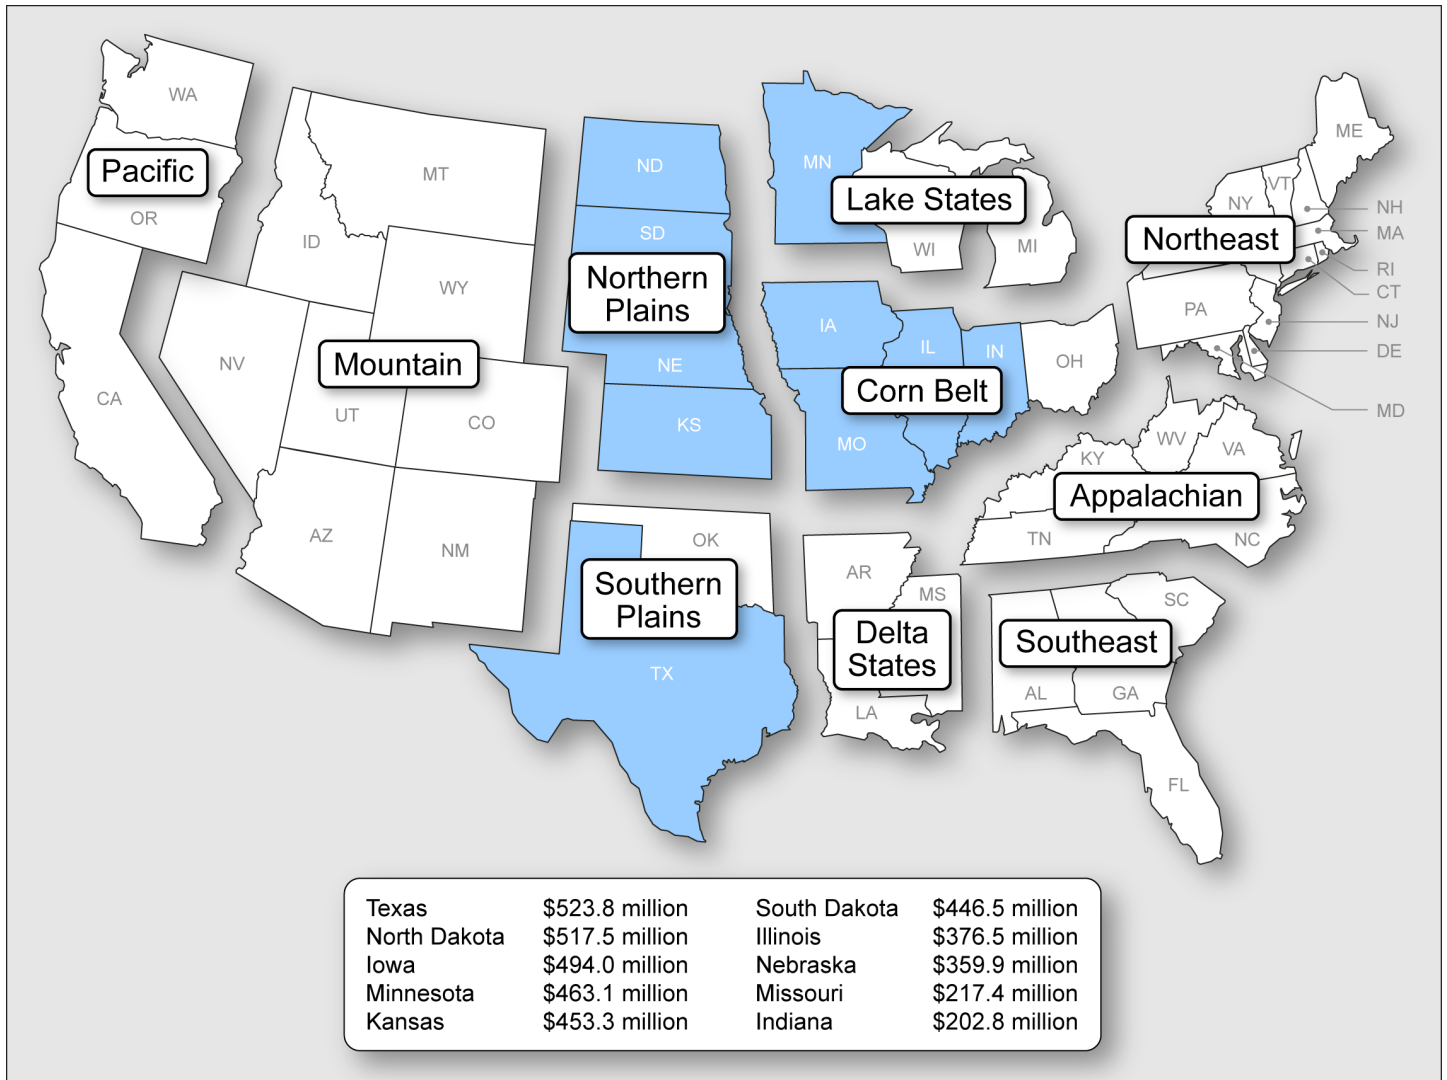 WA
ME
MT
ND
MN
Pacific
VT
NY
Lake States
NH
OR
SD
Northeast
MA
ID
WI
MI
RI
Northern
Plains
WY
CT
PA
NJ
IA
IL
IN
DE
Mountain
NV
NE
OH
Corn Belt
CA
MD
UT
CO
KS
MO
WV
VA
KY
Appalachian
AZ
NM
OK
TN
NC
AR
Southern
Plains
MS
SC
Delta
States
Southeast
TX
AL
GA
LA
FL
Texas $523.8 million South Dakota $446.5 million
North Dakota $517.5 million Illinois $376.5 million
Iowa $494.0 million Nebraska $359.9 million
Minnesota $463.1 million Missouri $217.4 million
Kansas $453.3 million Indiana $202.8 million